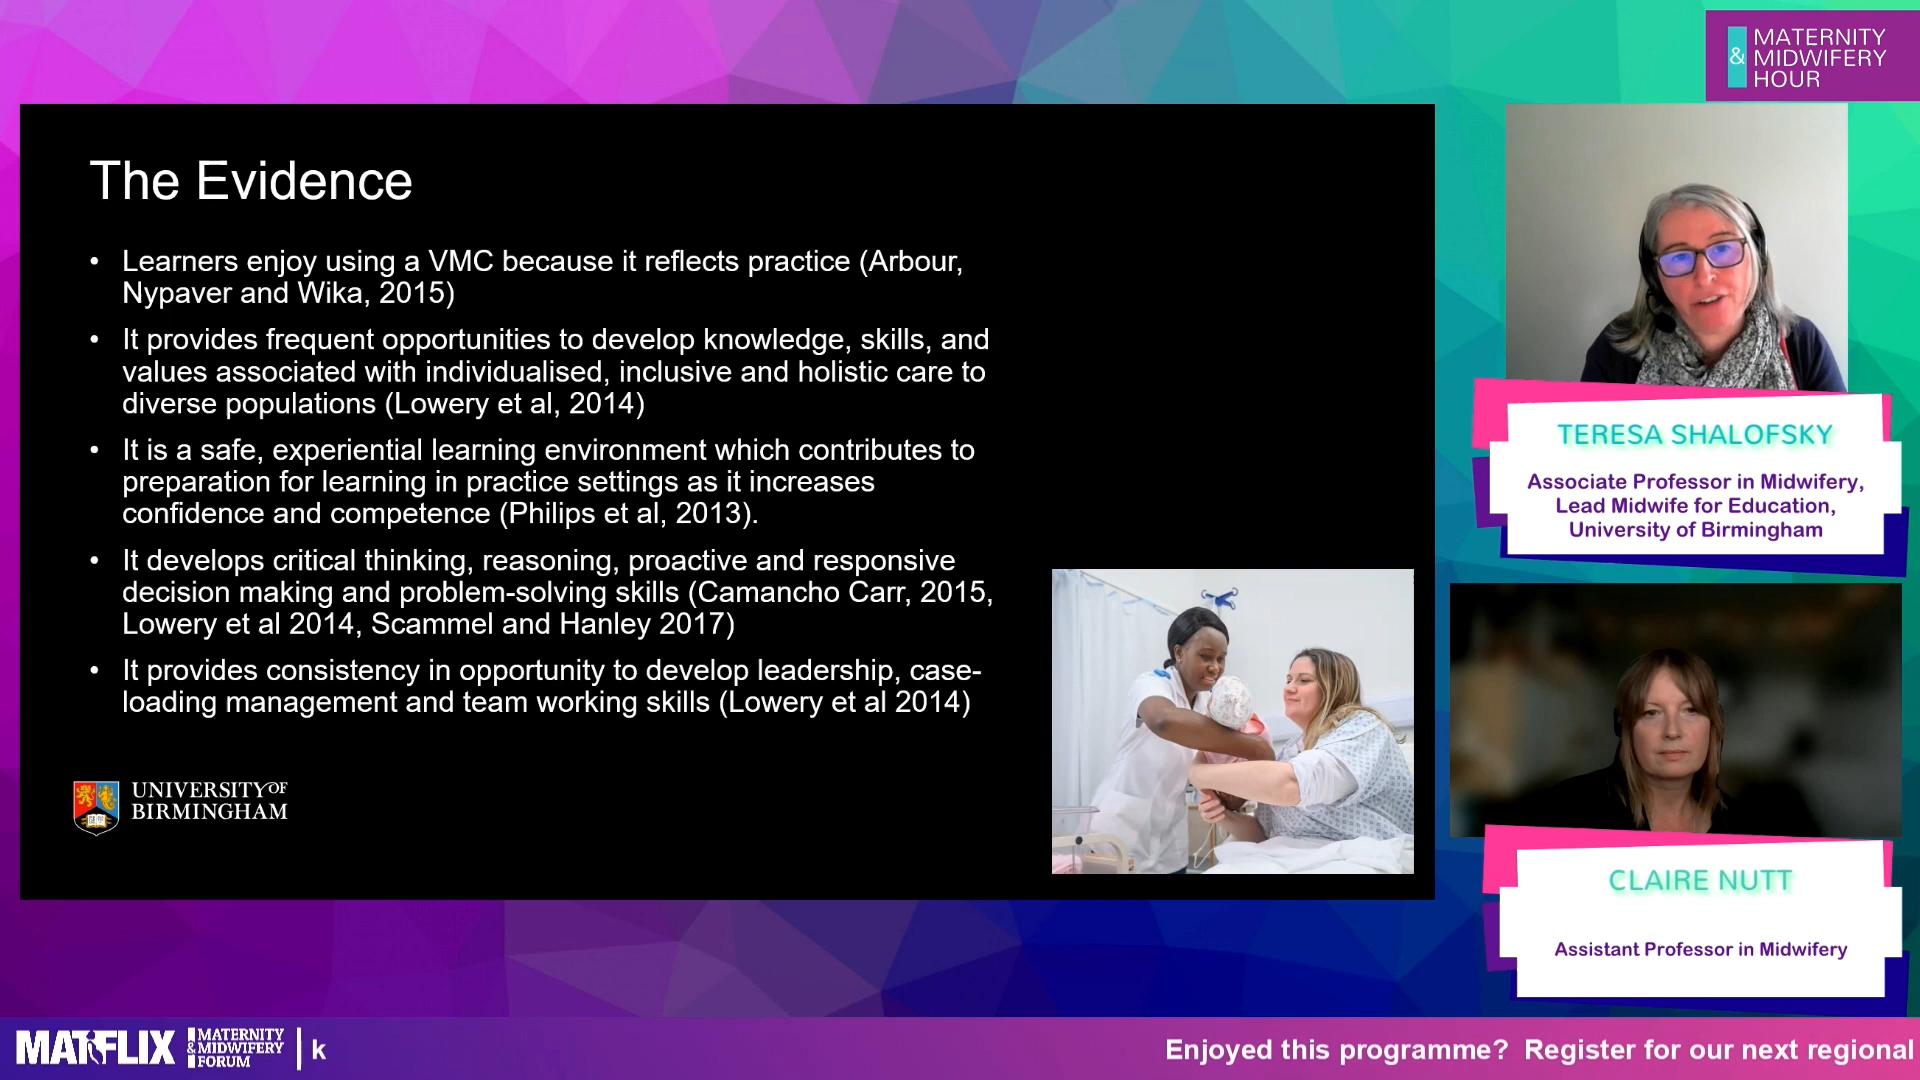 MATERNITY
& MIDWIFERY
HOUR
The Evidence
• Learners enjoy using a VMC because it reflects practice (Arbour,
Nypaver and Wika, 2015)
• It provides frequent opportunities to develop knowledge, skills, and
values associated with individualised, inclusive and holistic care to
diverse populations (Lowery et al, 2014)
• It is a safe, experiential learning environment which contributes to
preparation for learning in practice settings as it increases
confidence and competence (Philips et al, 2013).
• It develops critical thinking, reasoning, proactive and responsive
decision making and problem-solving skills (Camancho Carr, 2015,
Lowery et al 2014, Scammel and Hanley 2017)
• It provides consistency in opportunity to develop leadership, case-
loading management and team working skills (Lowery et al 2014)
UNIVERSITY OF
BIRMINGHAM
TERESA SHALOFSKY
Associate Professor in Midwifery,
Lead Midwife for Education,
University of Birmingham
CLAIRE NUTT
Assistant Professor in Midwifery
MATFLIX
MATERNITY
& MIDWIFERY
FORUM
k
Enjoyed this programme? Register for our next regional